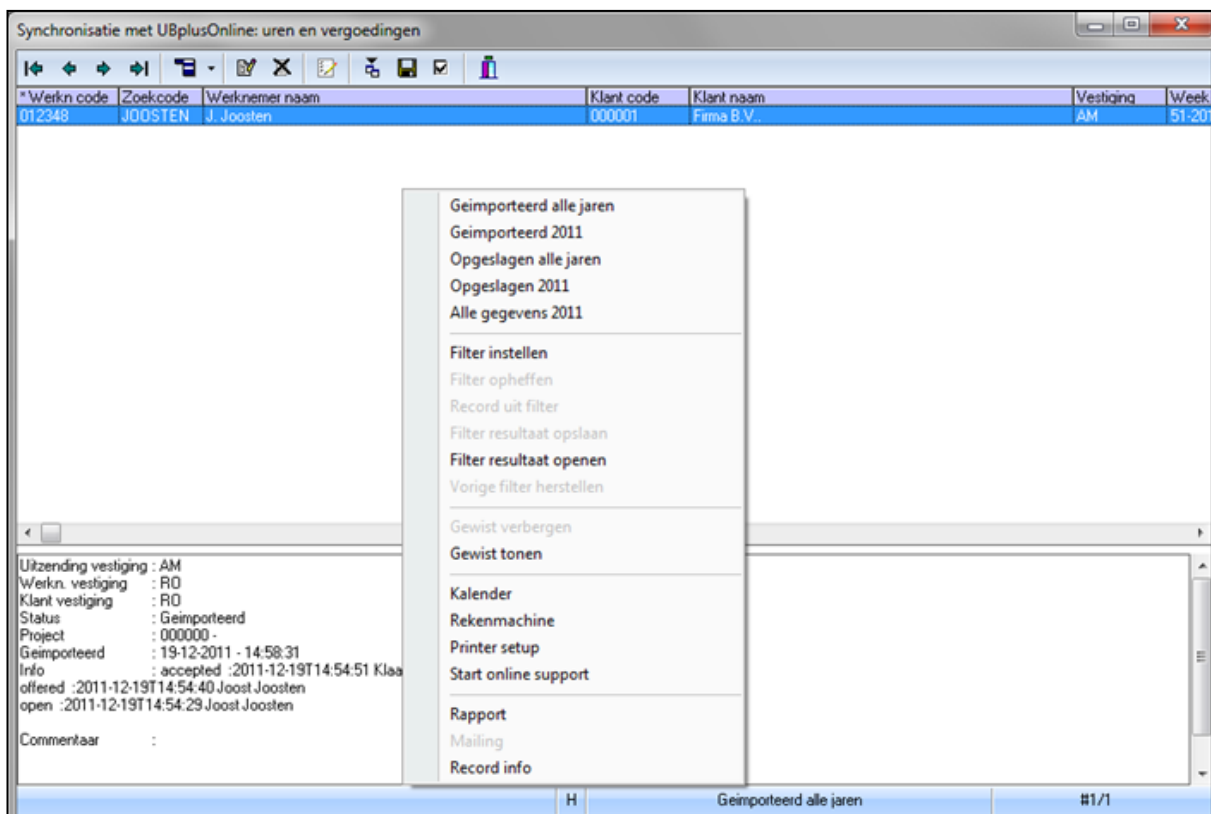 Synchronisatie met UBplusOnline: uren en vergoedingen
*Werkn code Zoekcode Werknemer naam Klant code Klant naam Vestiging Week
012348 JOOSTEN J. Joosten 000001 Firma B.V.. AM 51-201
Geimporteerd alle jaren
Geimporteerd 2011
Opgeslagen alle jaren
Opgeslagen 2011
Alle gegevens 2011
Filter instellen
Filter opheffen
Record uit filter
Filter resultaat opslaan
Filter resultaat openen
Vorige filter herstellen
Gewist verbergen
Gewist tonen
Kalender
Rekenmachine
Printer setup
Start online support
Rapport
Mailing
Record info
Uitzending vestiging : AM
Werkn. vestiging : RO
Klant vestiging : RO
Status : Geimporteerd
Project : 000000 -
Geimporteerd : 19-12-2011 - 14:58:31
Info : accepted :2011-12-19T14:54:51 Klaa
offered :2011-12-19T14:54:40 Joost Joosten
open :2011-12-19T14:54:29 Joost Joosten
Commentaar :
H Geimporteerd alle jaren #1/1